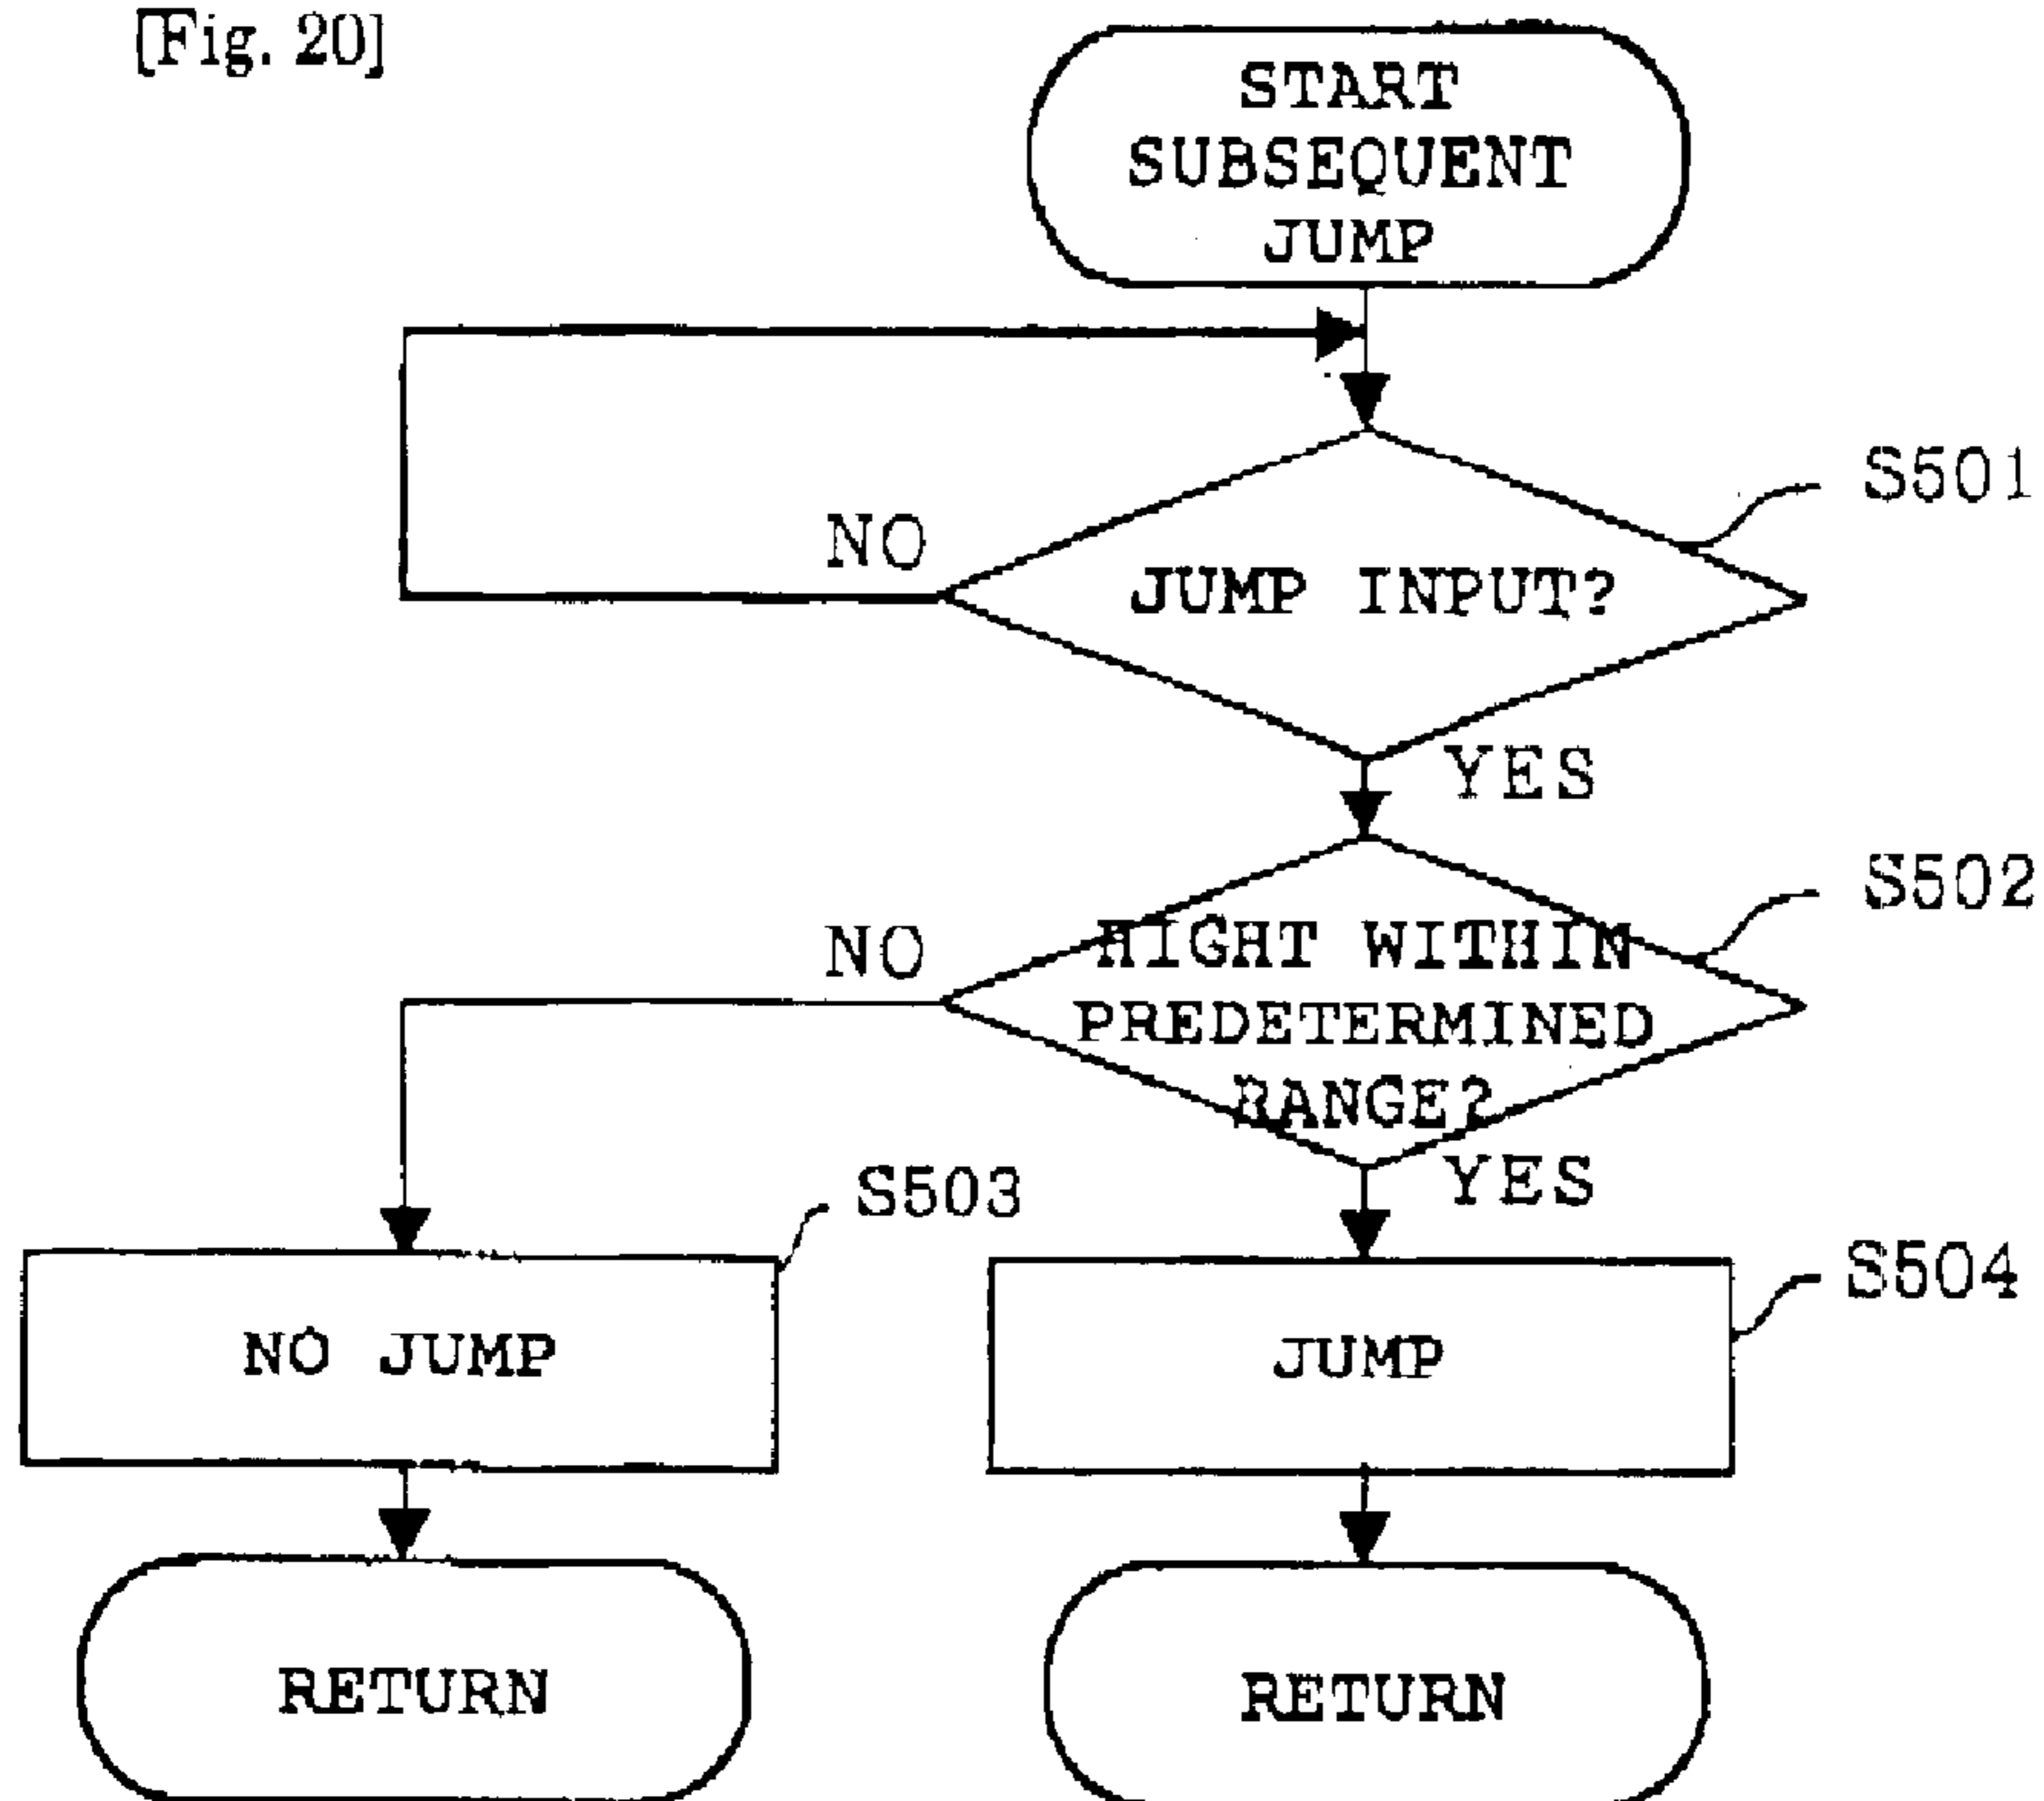 [Fig. 20]
START
SUBSEQUENT
JUMP
S501
NO
JUMP INPUT?
YES
S502
NO
HIGHT WITHIN
PREDETERMINED
RANGE?
YES
S503
S504
NO JUMP
JUMP
RETURN
RETURN